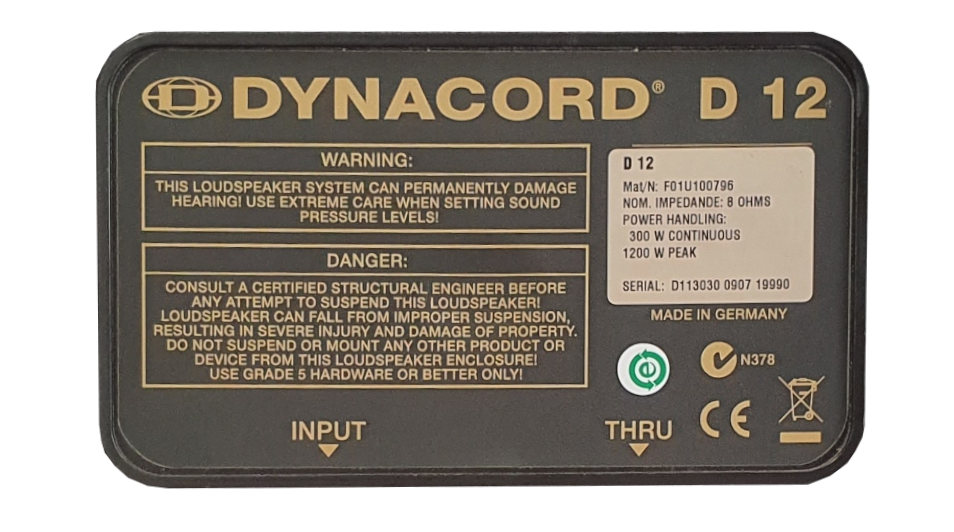 DYNACORD® D 12
WARNING:
THIS LOUDSPEAKER SYSTEM CAN PERMANENTLY DAMAGE
HEARING! USE EXTREME CARE WHEN SETTING SOUND
PRESSURE LEVELS!
DANGER:
CONSULT A CERTIFIED STRUCTURAL ENGINEER BEFORE
ANY ATTEMPT TO SUSPEND THIS LOUDSPEAKER!
LOUDSPEAKER CAN FALL FROM IMPROPER SUSPENSION,
RESULTING IN SEVERE INJURY AND DAMAGE OF PROPERTY.
DO NOT SUSPEND OR MOUNT ANY OTHER PRODUCT OR
DEVICE FROM THIS LOUDSPEAKER ENCLOSURE!
USE GRADE 5 HARDWARE OR BETTER ONLY!
D 12
Mat/N: F01U100796
NOM. IMPEDANDE: 8 OHMS
POWER HANDLING:
300 W CONTINUOUS
1200 W PEAK
SERIAL: D113030 0907 19990
MADE IN GERMANY
e
N378
CE
INPUT
THRU